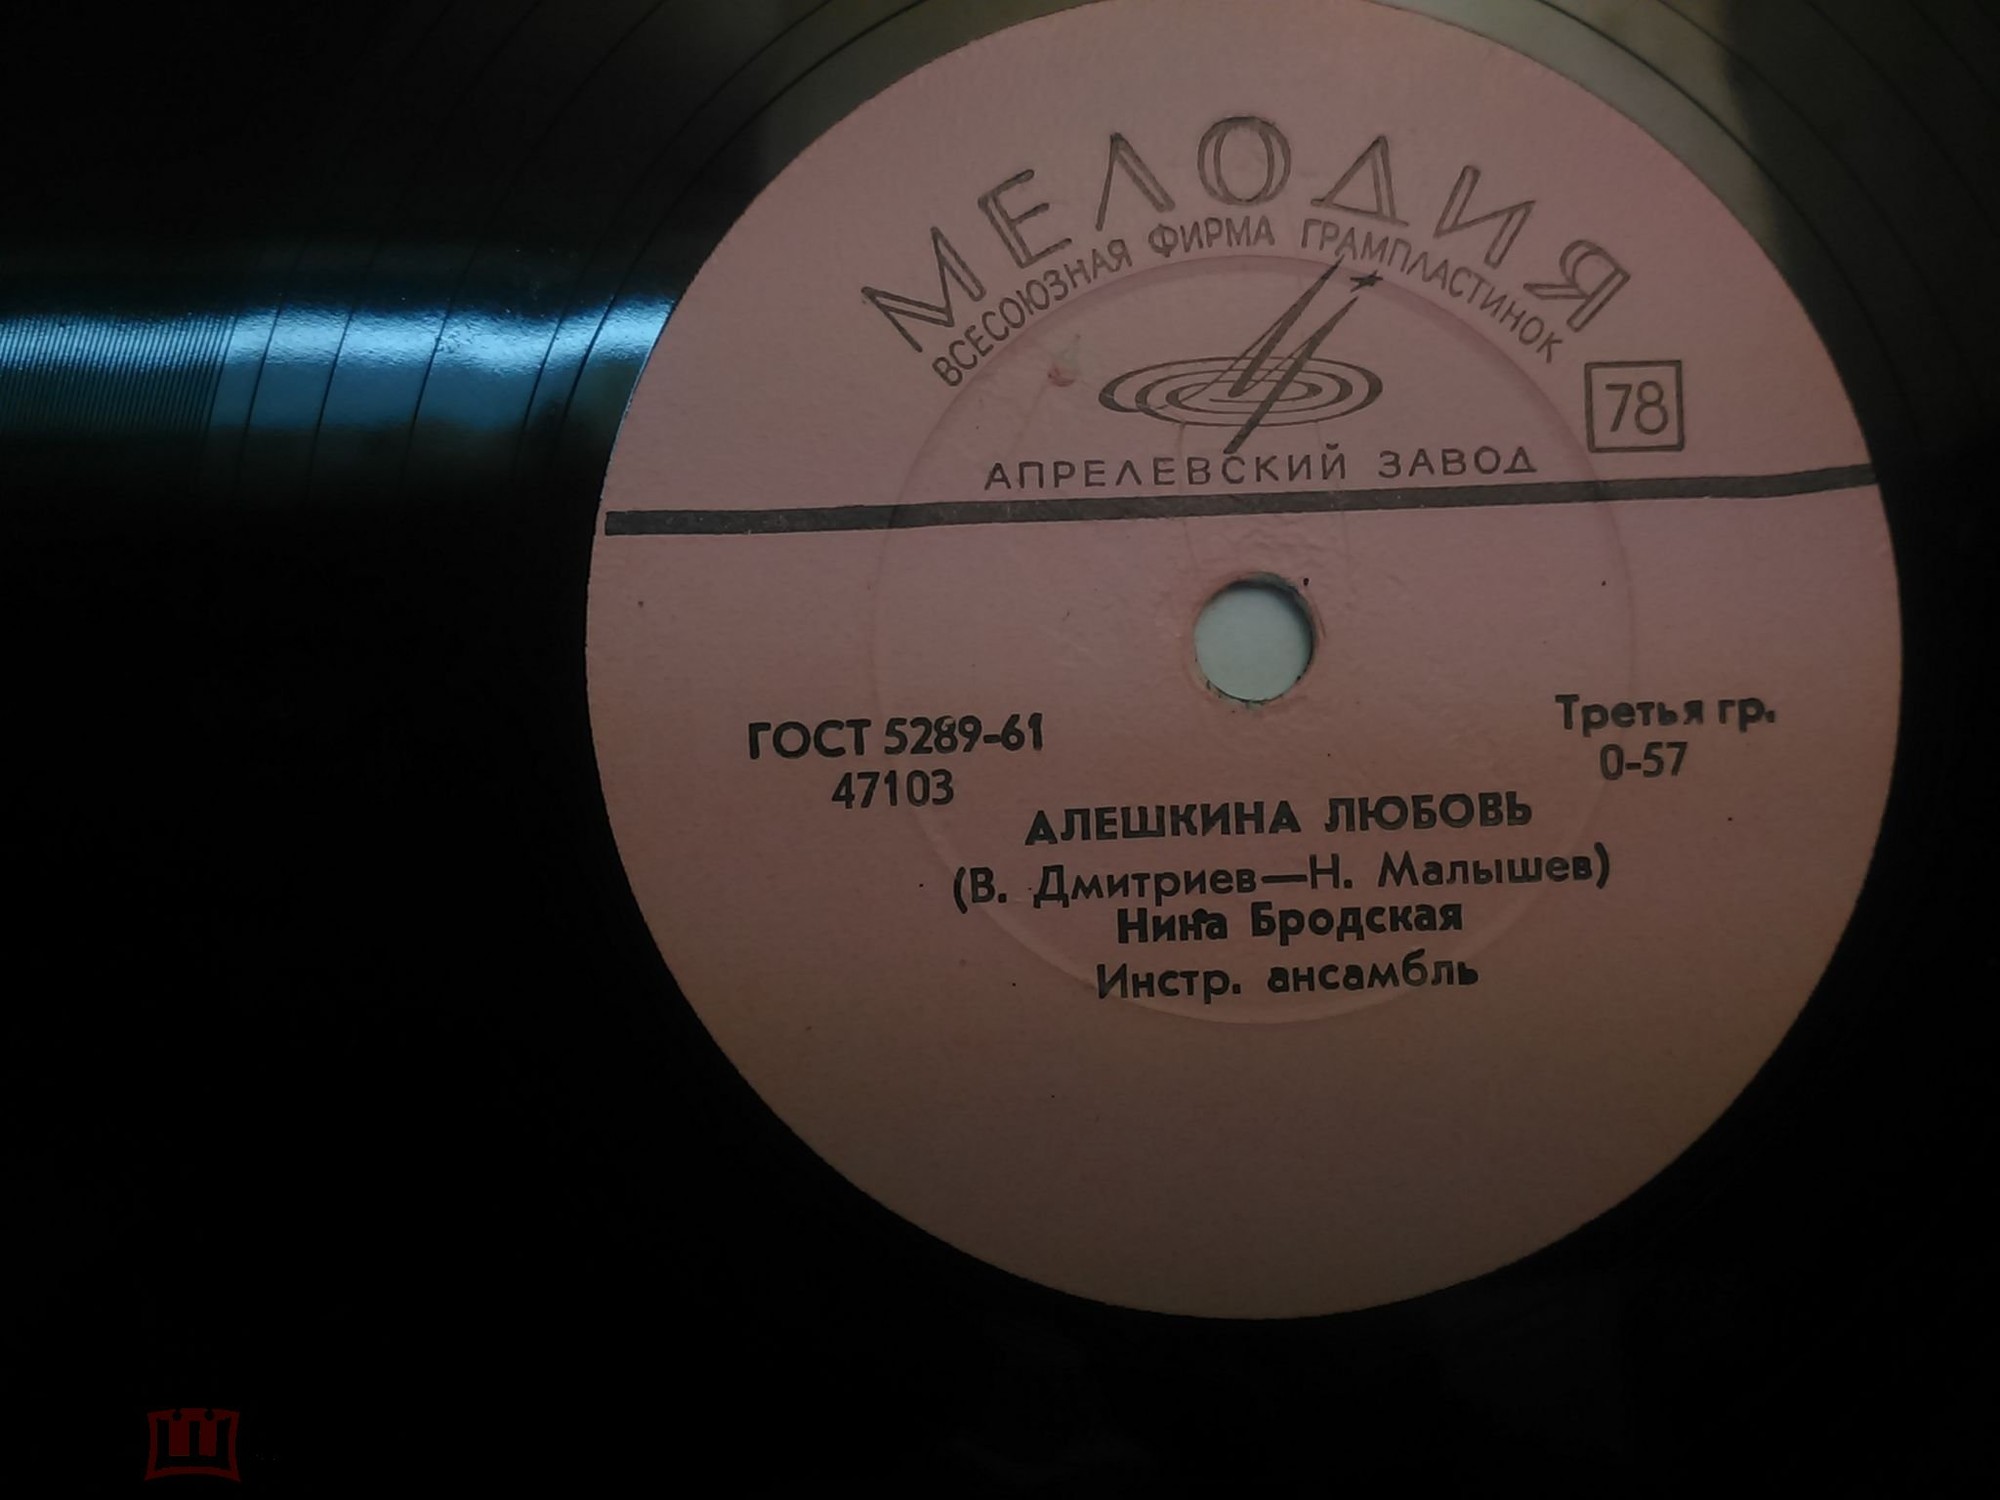 МЕЛОДИЯ
ВСЕСОЮЗНАЯ ФИРМА ГРАМПЛАСТИНОК
78
АПРЕЛЕВСКИЙ ЗАВОД
ГОСТ 5289-61
47103
Третья гр.
0-57
АЛЕШКИНА ЛЮБОВЬ
(В. Дмитриев—Н. Малышев)
Нина Бродская
Инстр. ансамбль